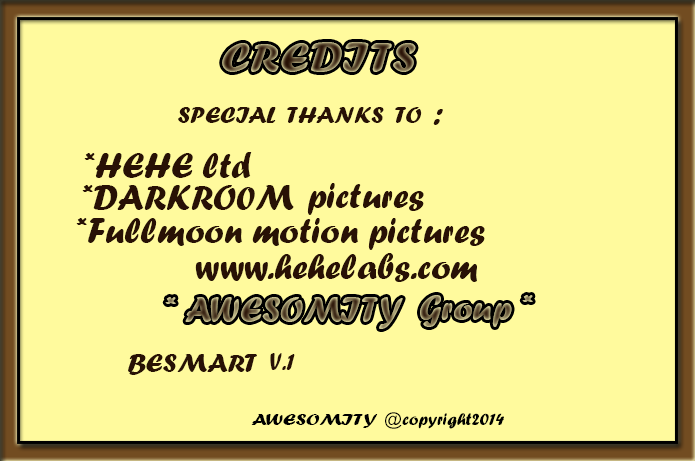 CREDITS
SPECIAL THANKS TO :
*HEHE ltd
*DARKRO0M pictures
*Fullmoon motion pictures
www.hehelabs.com
* AWESOMITY Group *
BESMART V.1
AWESOMITY @copyright2014